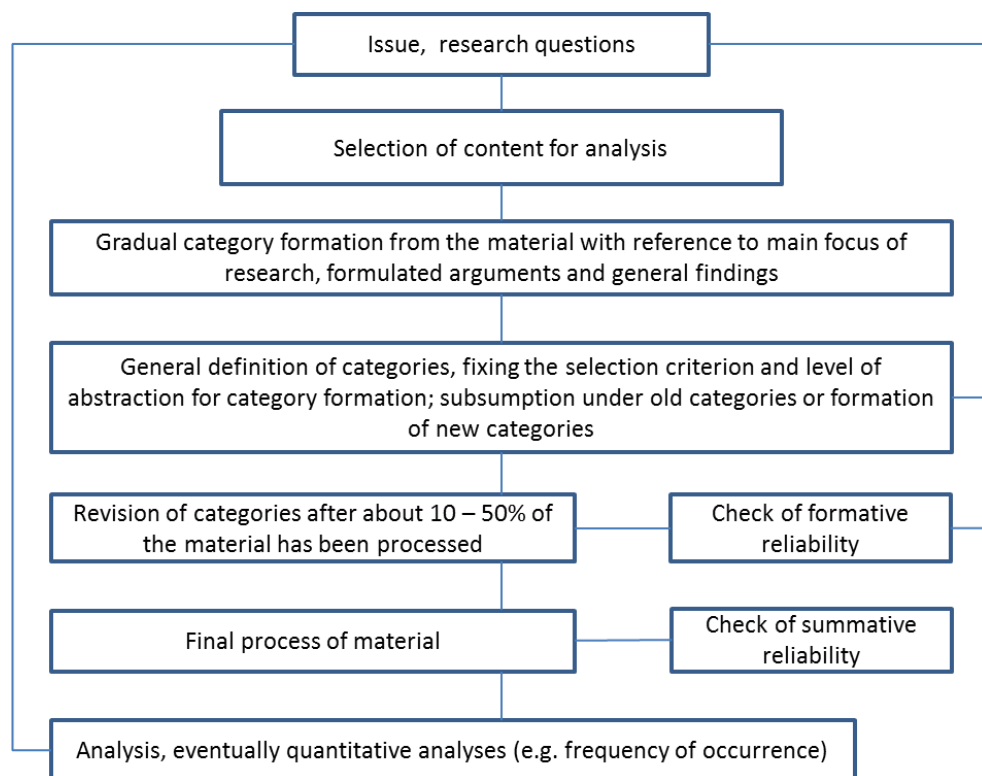 Issue, research questions
Selection of content for analysis
Gradual category formation from the material with reference to main focus of
research, formulated arguments and general findings
General definition of categories, fixing the selection criterion and level of
abstraction for category formation; subsumption under old categories or formation
of new categories
Revision of categories after about 10 – 50% of
the material has been processed
Check of formative
reliability
Final process of material
Check of summative
reliability
Analysis, eventually quantitative analyses (e.g. frequency of occurrence)